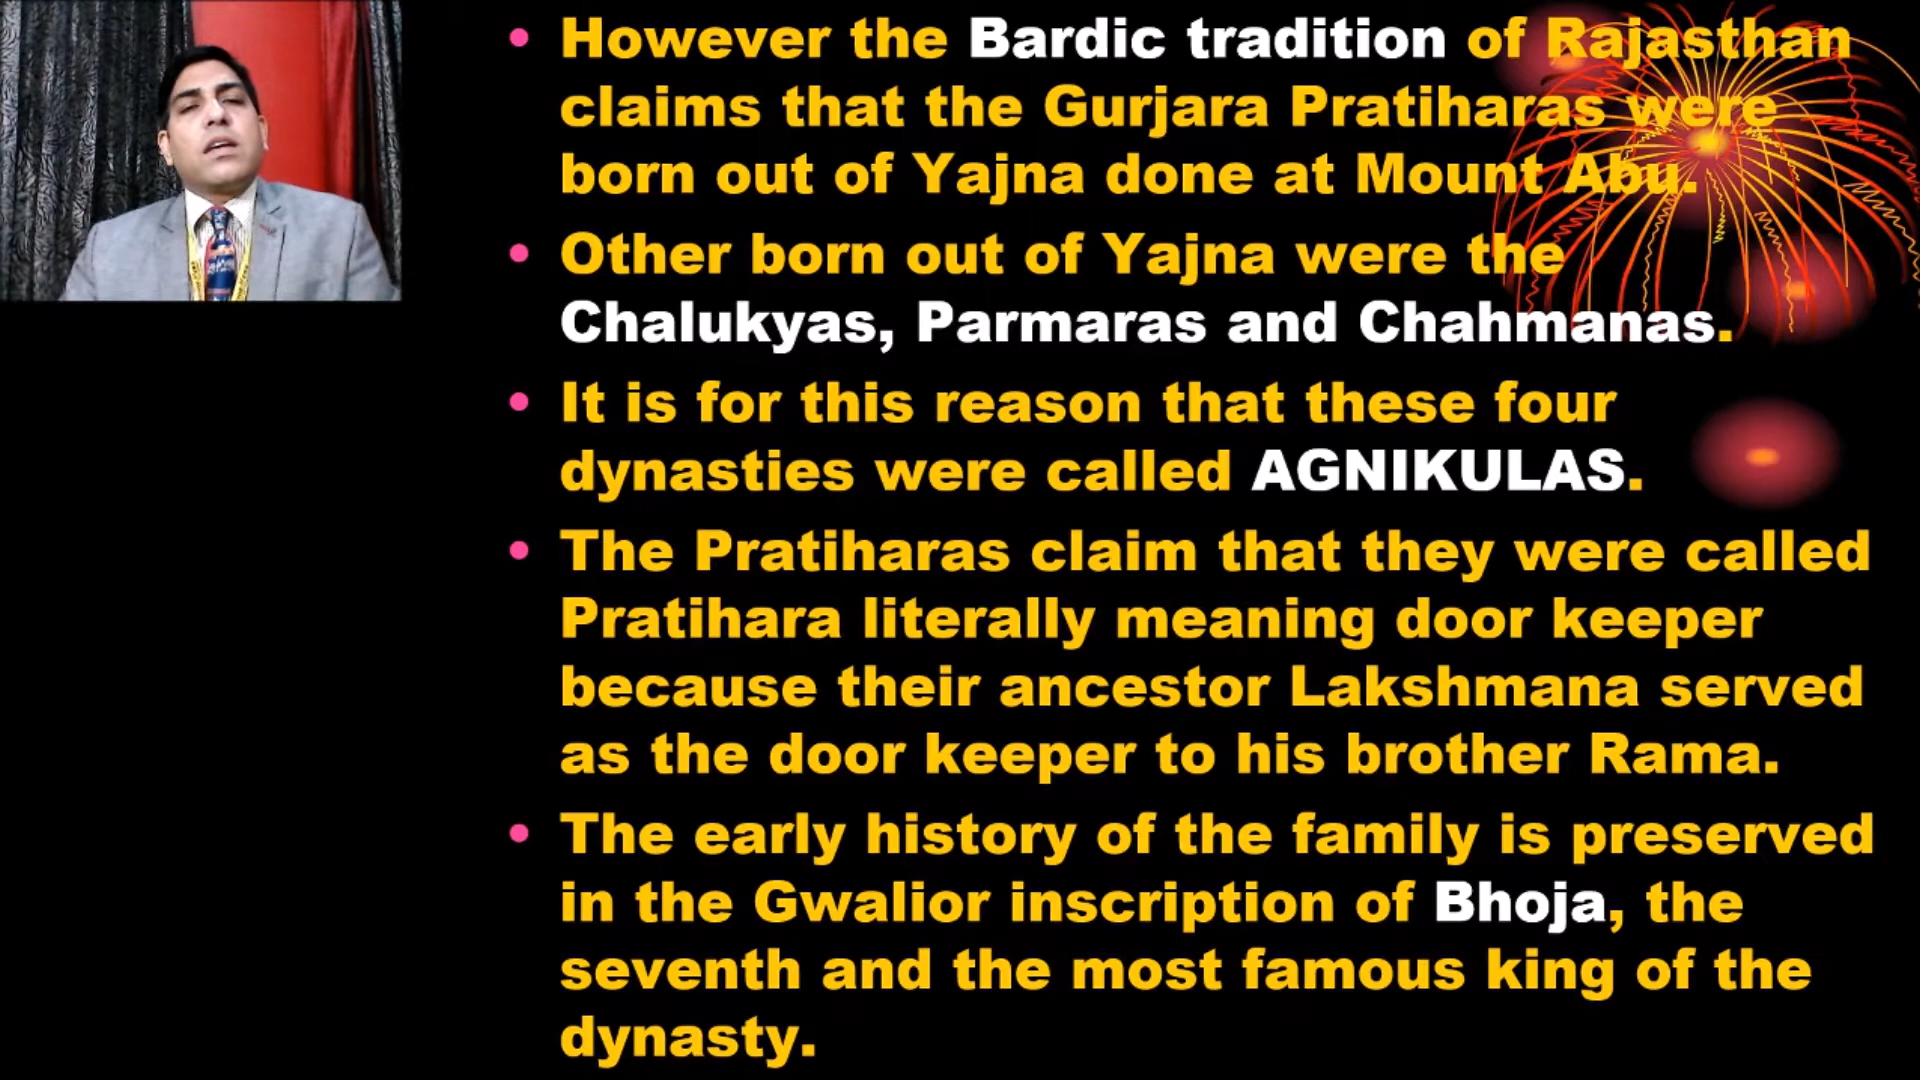 However the Bardic tradition of Rajasthan
claims that the Gurjara Pratiharas were
born out of Yajna done at Mount Abu.
Other born out of Yajna were the
Chalukyas, Parmaras and Chahmanas.
It is for this reason that these four
dynasties were called AGNIKULAS.
The Pratiharas claim that they were called
Pratihara literally meaning door keeper
because their ancestor Lakshmana served
as the door keeper to his brother Rama.
The early history of the family is preserved
in the Gwalior inscription of Bhoja, the
seventh and the most famous king of the
dynasty.